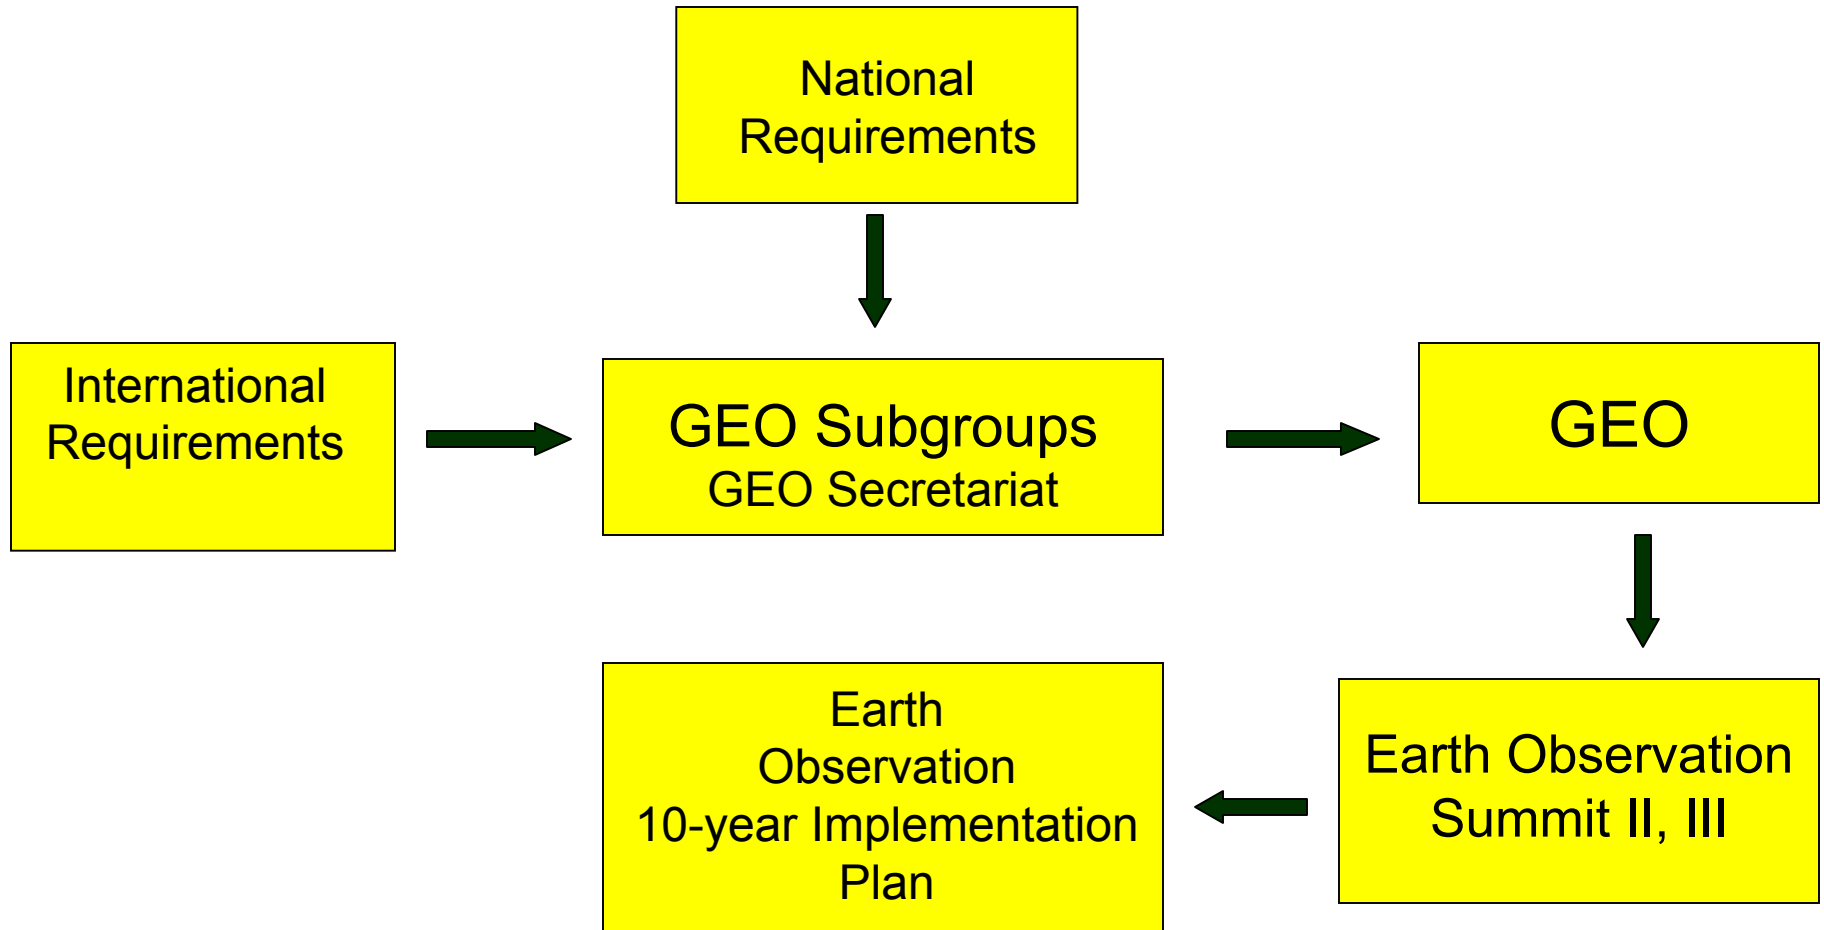 National
Requirements
International
Requirements
GEO Subgroups
GEO Secretariat
GEO
Earth
Observation
10-year Implementation
Plan
Earth Observation
Summit II, III